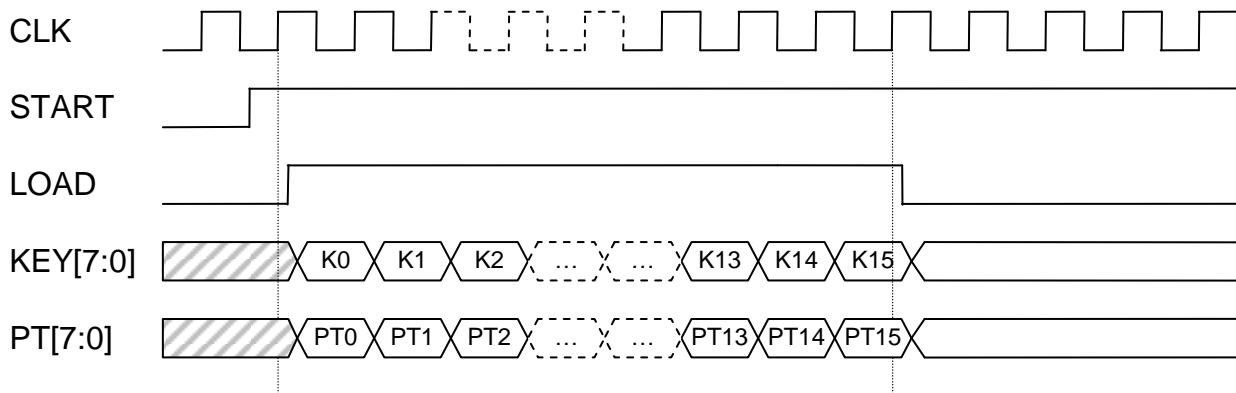 CLK
START
LOAD
KEY[7:0] K0 K1 K2 ... ... K13 K14 K15
PT[7:0] PT0 PT1 PT2 ... ... PT13 PT14 PT15